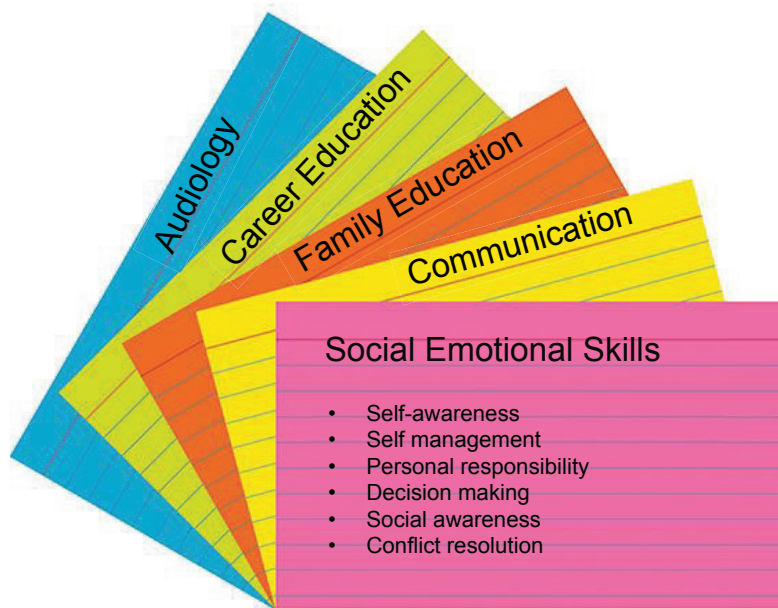 Audiology
Career Education
Family Education
Communication
Social Emotional Skills
• Self-awareness
• Self management
• Personal responsibility
• Decision making
• Social awareness
• Conflict resolution